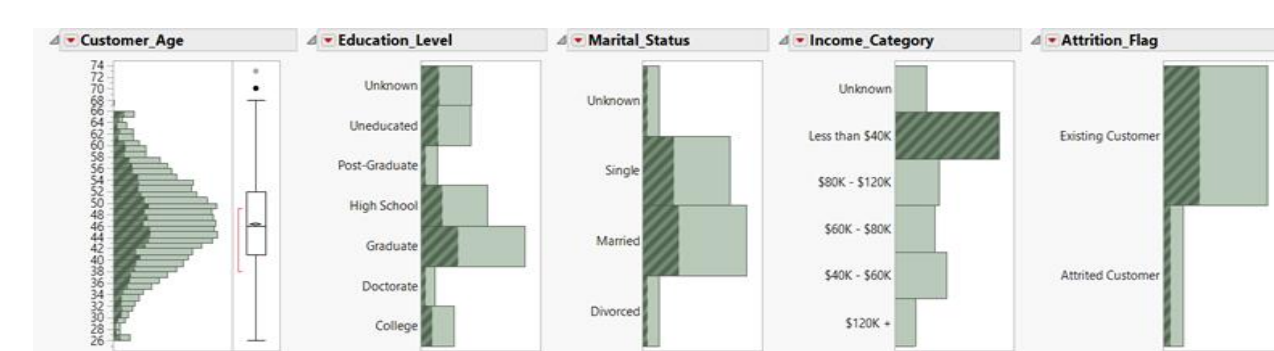 Customer_Age
Education_Level
Marital_Status
Income_Category
Attrition_Flag
74
72
70
68
66
64
62
60
58
56
54
52
50
48
46
44
42
40
38
36
34
32
30
28
26
Unknown
Uneducated
Post-Graduate
High School
Graduate
Doctorate
College
Unknown
Single
Married
Divorced
Unknown
Less than $40K
$80K - $120K
$60K - $80K
$40K - $60K
$120K +
Existing Customer
Attrited Customer